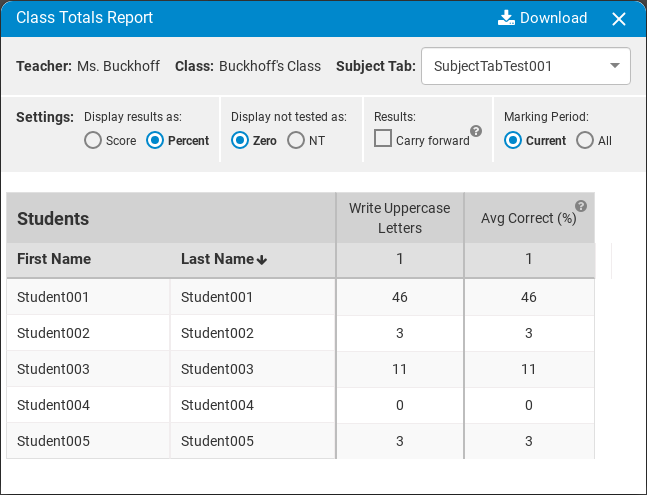 Class Totals Report Download
Teacher: Ms. Buckhoff Class: Buckhoff's Class Subject Tab: SubjectTabTest001
Settings: Display results as: Display not tested as: Results: Marking Period:
Score Percent Zero NT Carry forward ? Current All
Students Write Uppercase Letters Avg Correct (%) ?
First Name Last Name 1 1
Student001 Student001 46 46
Student002 Student002 3 3
Student003 Student003 11 11
Student004 Student004 0 0
Student005 Student005 3 3